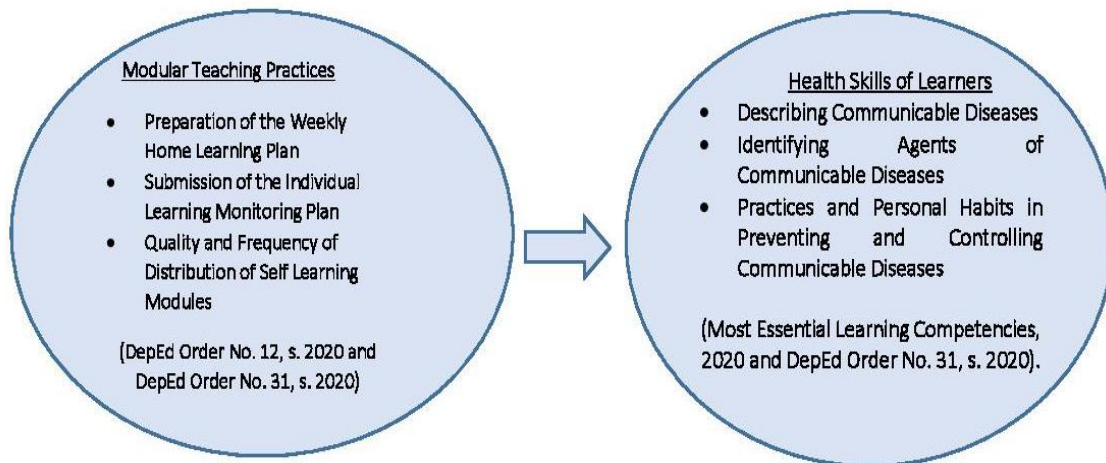 Modular Teaching Practices
• Preparation of the Weekly
Home Learning Plan
• Submission of the Individual
Learning Monitoring Plan
• Quality and Frequency of
Distribution of Self Learning
Modules
(DepEd Order No. 12, s. 2020 and
DepEd Order No. 31, s. 2020)
Health Skills of Learners
• Describing Communicable Diseases
• Identifying Agents of
Communicable Diseases
• Practices and Personal Habits in
Preventing and Controlling
Communicable Diseases
(Most Essential Learning Competencies,
2020 and DepEd Order No. 31, s. 2020).